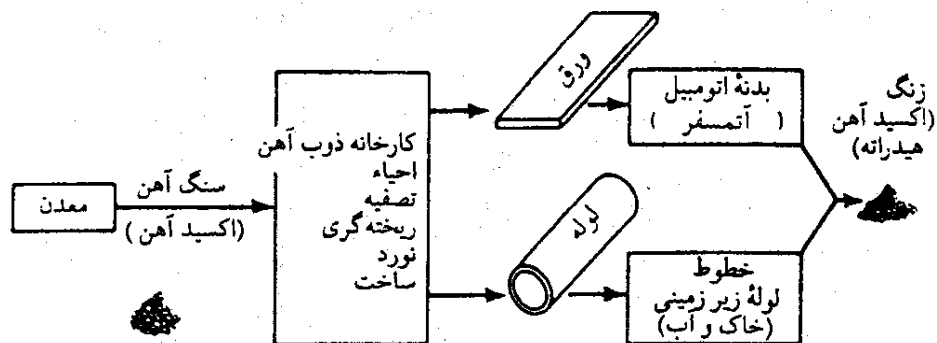 معدن
سنگ آهن
(اکسید آهن)
کارخانه ذوب آهن
احیاء
تصفیه
ریخته‌گری
نورد
ساخت
ورق
لوله
بدنهٔ اتومبیل
( آتمسفر )
خطوط
لولهٔ زیر زمینی
(خاک و آب)
زنگ
(اکسید آهن
هیدراته)